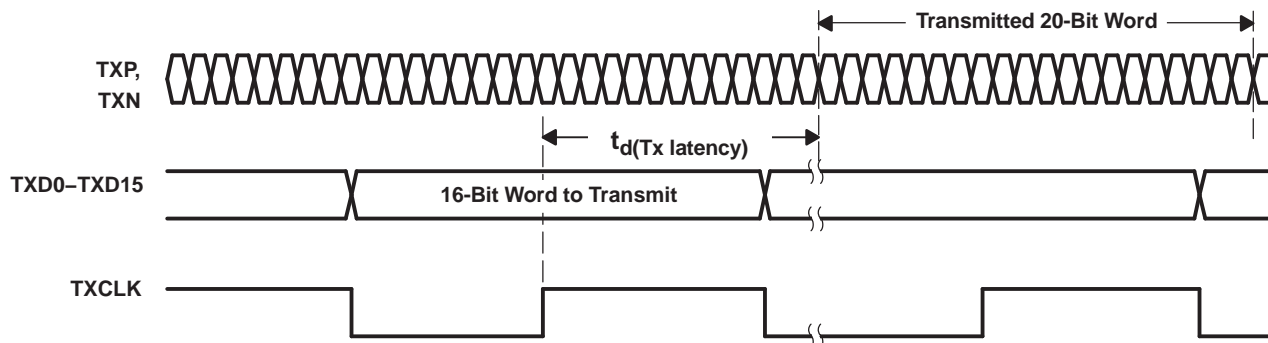 Transmitted 20-Bit Word
TXP,
TXN
td(Tx latency)
TXD0–TXD15
16-Bit Word to Transmit
TXCLK